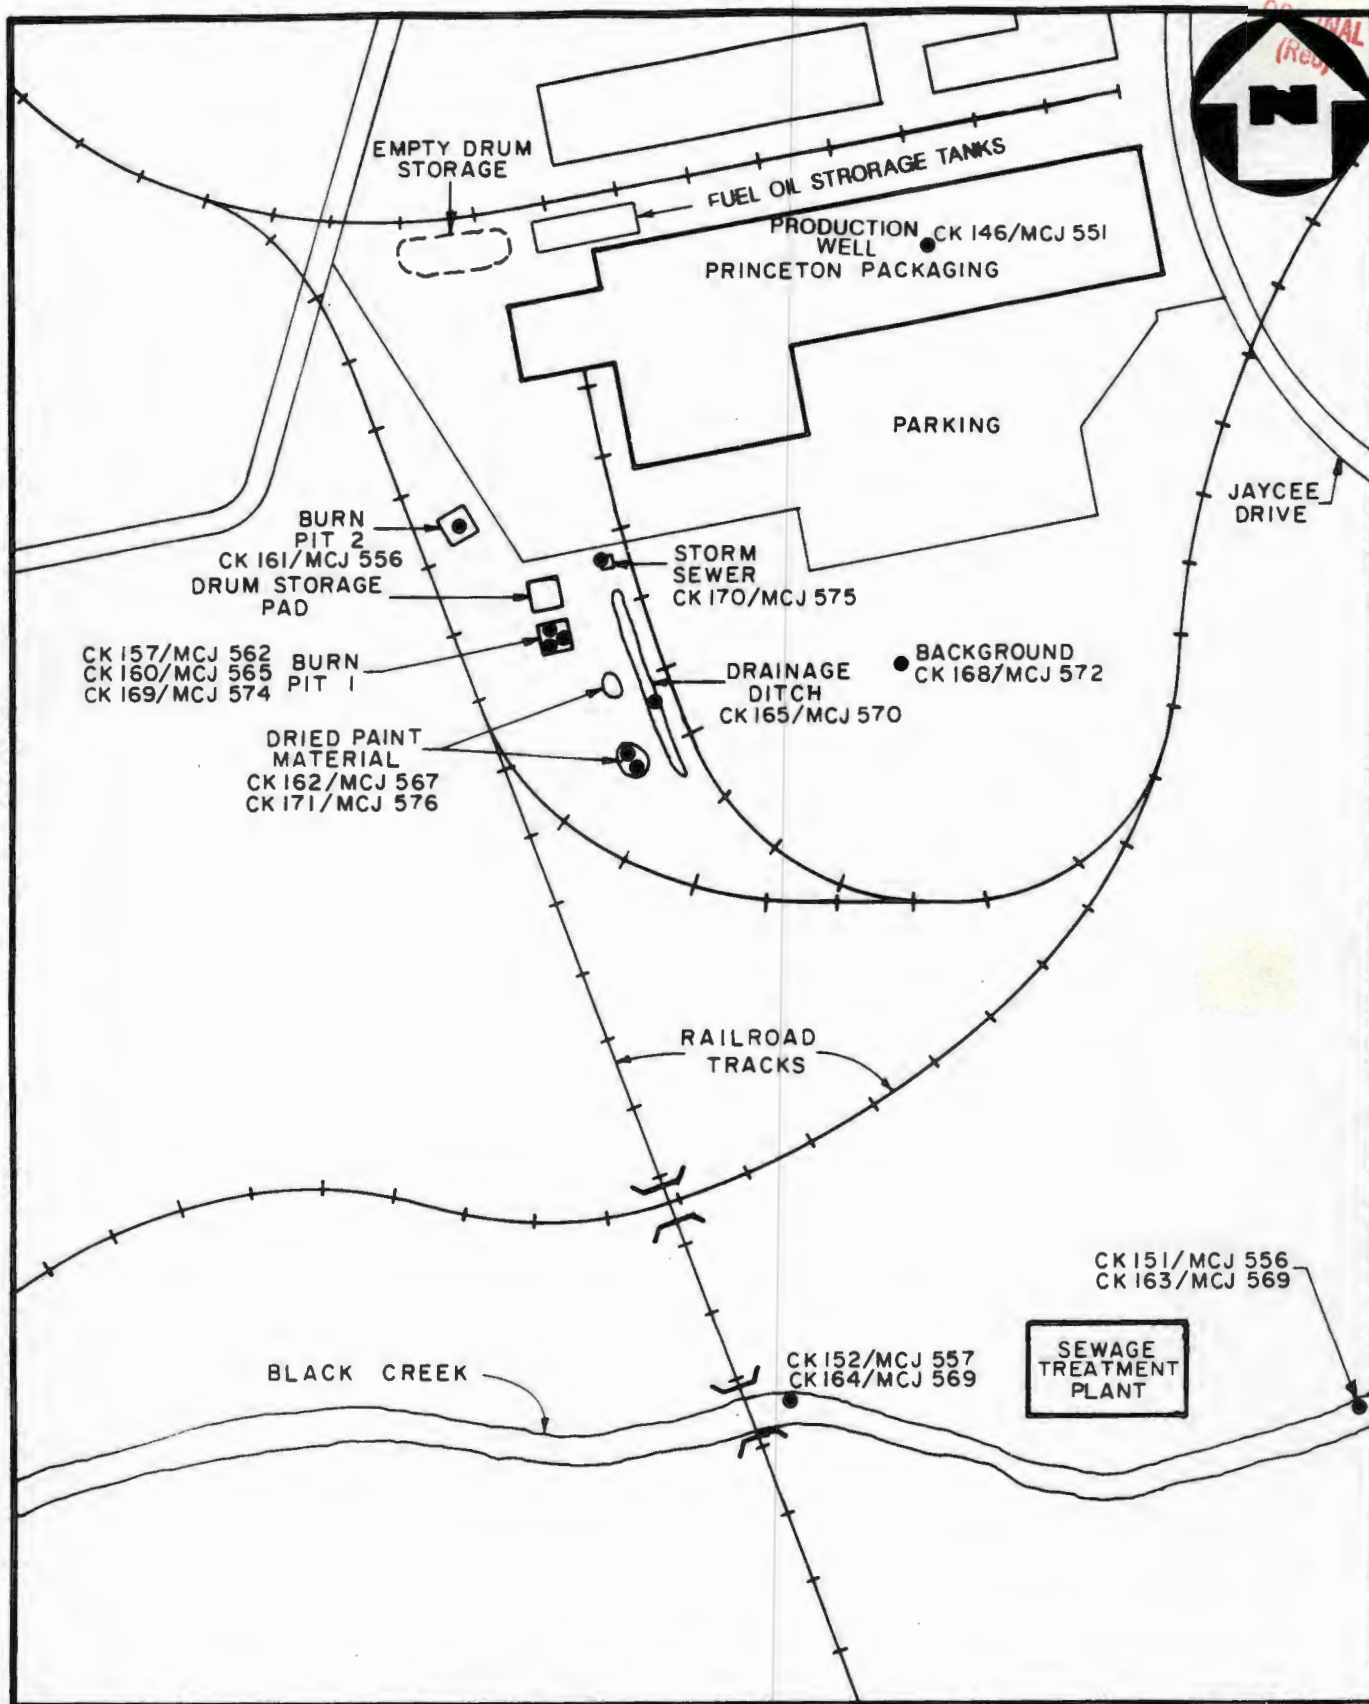 ORIGINAL
(Red)
N
EMPTY DRUM
STORAGE
FUEL OIL STRORAGE TANKS
PRODUCTION
WELL
CK 146/MCJ 551
PRINCETON PACKAGING
PARKING
JAYCEE
DRIVE
BURN
PIT 2
CK 161/MCJ 556
DRUM STORAGE
PAD
STORM
SEWER
CK 170/MCJ 575
CK 157/MCJ 562
CK 160/MCJ 565
CK 169/MCJ 574
BURN
PIT 1
BACKGROUND
CK 168/MCJ 572
DRAINAGE
DITCH
CK 165/MCJ 570
DRIED PAINT
MATERIAL
CK 162/MCJ 567
CK 171/MCJ 576
RAILROAD
TRACKS
CK 151/MCJ 556
CK 163/MCJ 569
BLACK CREEK
CK 152/MCJ 557
CK 164/MCJ 569
SEWAGE
TREATMENT
PLANT